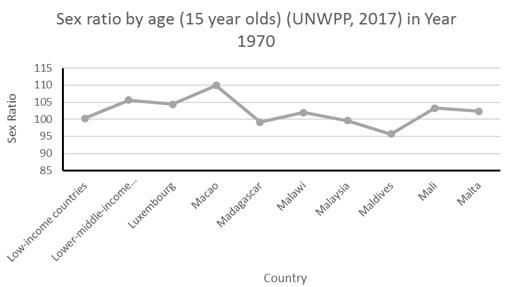 Sex ratio by age (15 year olds) (UNWPP, 2017) in Year
1970
Sex Ratio
115
110
105
100
95
90
85
Low-income countries
Lower-middle-income...
Luxembourg
Macao
Madagascar
Malawi
Malaysia
Maldives
Mali
Malta
Country